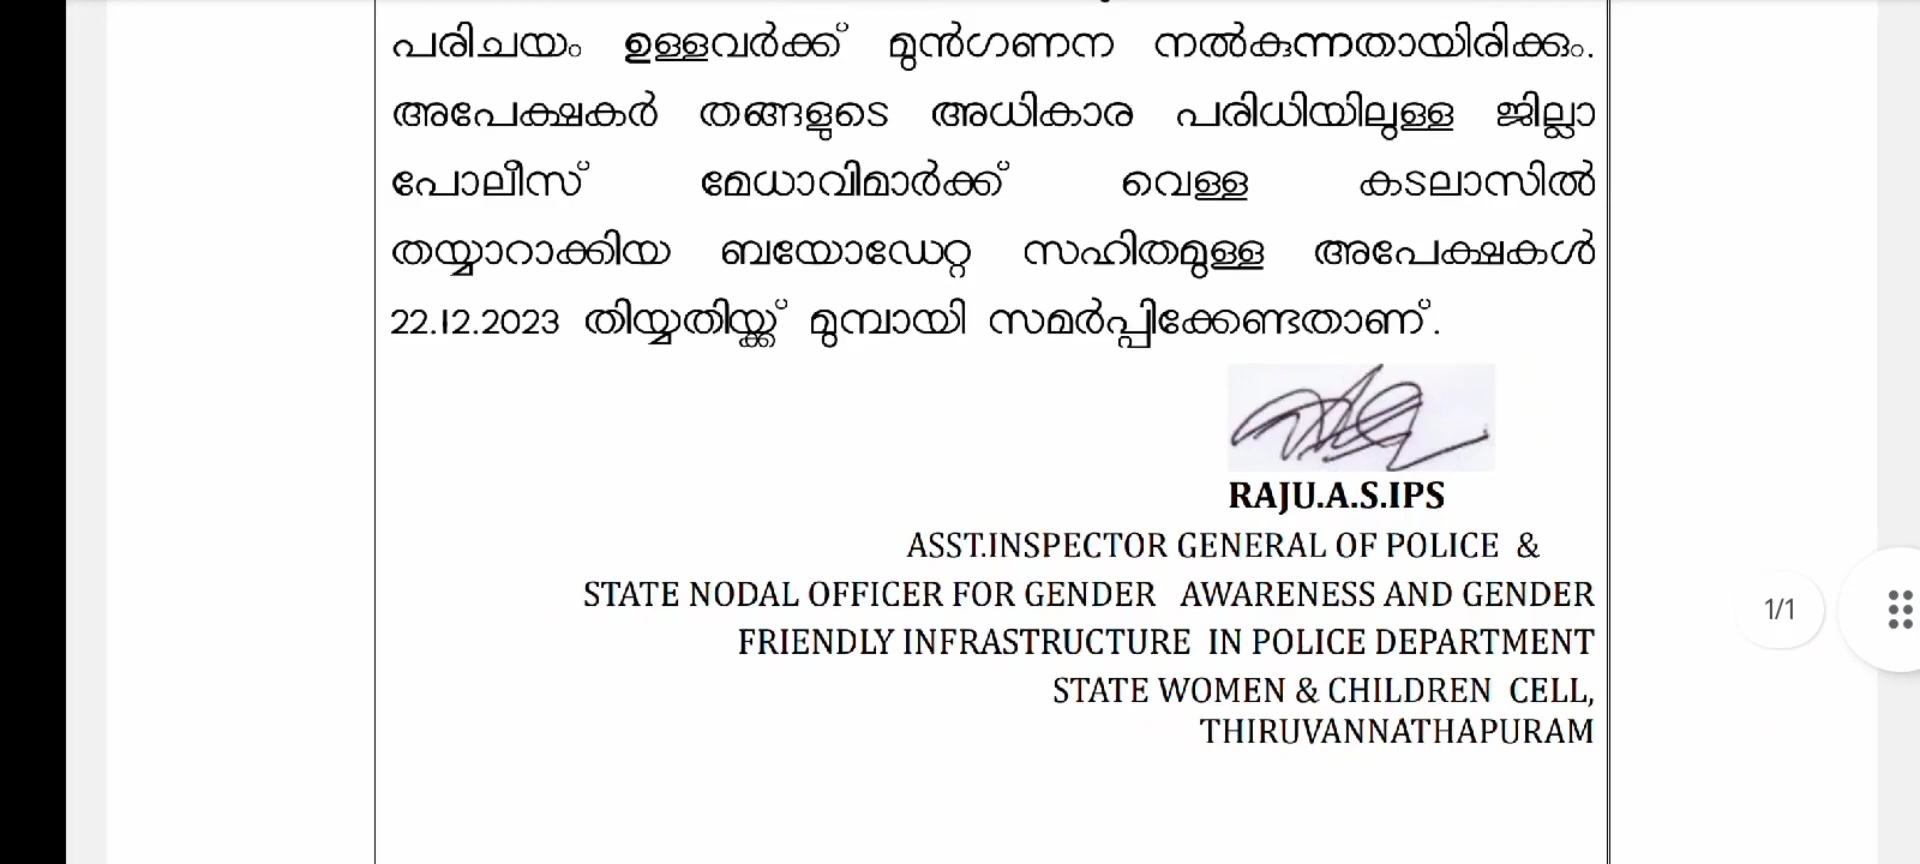 പരിചയം ഉള്ളവർക്ക് മുൻഗണന നൽകുന്നതായിരിക്കും.
അപേക്ഷകർ തങ്ങളുടെ അധികാര പരിധിയിലുള്ള ജില്ലാ
പോലീസ് മേധാവിമാർക്ക് വെള്ള കടലാസിൽ
തയ്യാറാക്കിയ ബയോഡേറ്റ സഹിതമുള്ള അപേക്ഷകൾ
22.12.2023 തിയ്യതിയ്ക്ക് മുമ്പായി സമർപ്പിക്കേണ്ടതാണ്.
RAJU.A.S.IPS
ASST.INSPECTOR GENERAL OF POLICE &
STATE NODAL OFFICER FOR GENDER AWARENESS AND GENDER
FRIENDLY INFRASTRUCTURE IN POLICE DEPARTMENT
STATE WOMEN & CHILDREN CELL,
THIRUVANNATHAPURAM
1/1